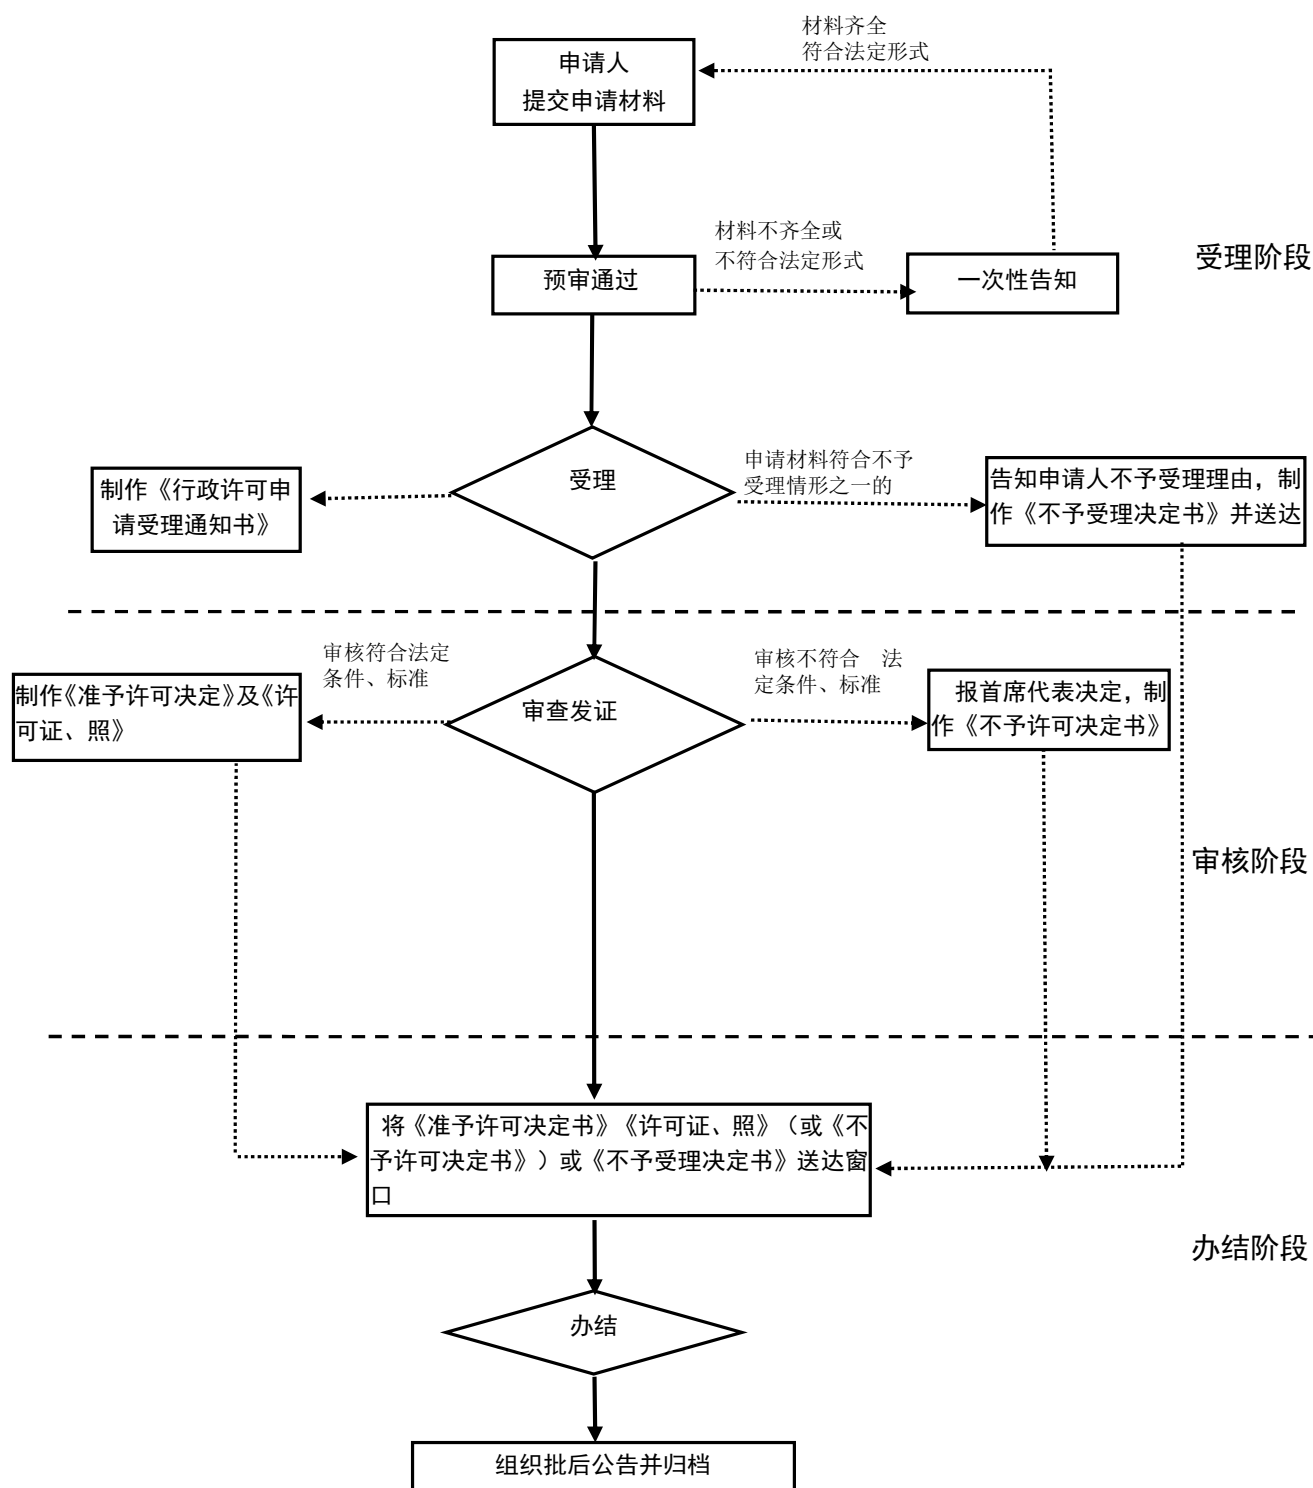 材料齐全
符合法定形式
申请人
提交申请材料
材料不齐全或
不符合法定形式
受理阶段
预审通过
一次性告知
受理
申请材料符合不予
受理情形之一的
制作《行政许可申
请受理通知书》
告知申请人不予受理理由，制
作《不予受理决定书》并送达
审核符合法定
条件、标准
审核不符合 法
定条件、标准
制作《准予许可决定》及《许
可证、照》
审查发证
报首席代表决定，制
作《不予许可决定书》
审核阶段
将《准予许可决定书》《许可证、照》（或《不
予许可决定书》）或《不予受理决定书》送达窗
口
办结阶段
办结
组织批后公告并归档